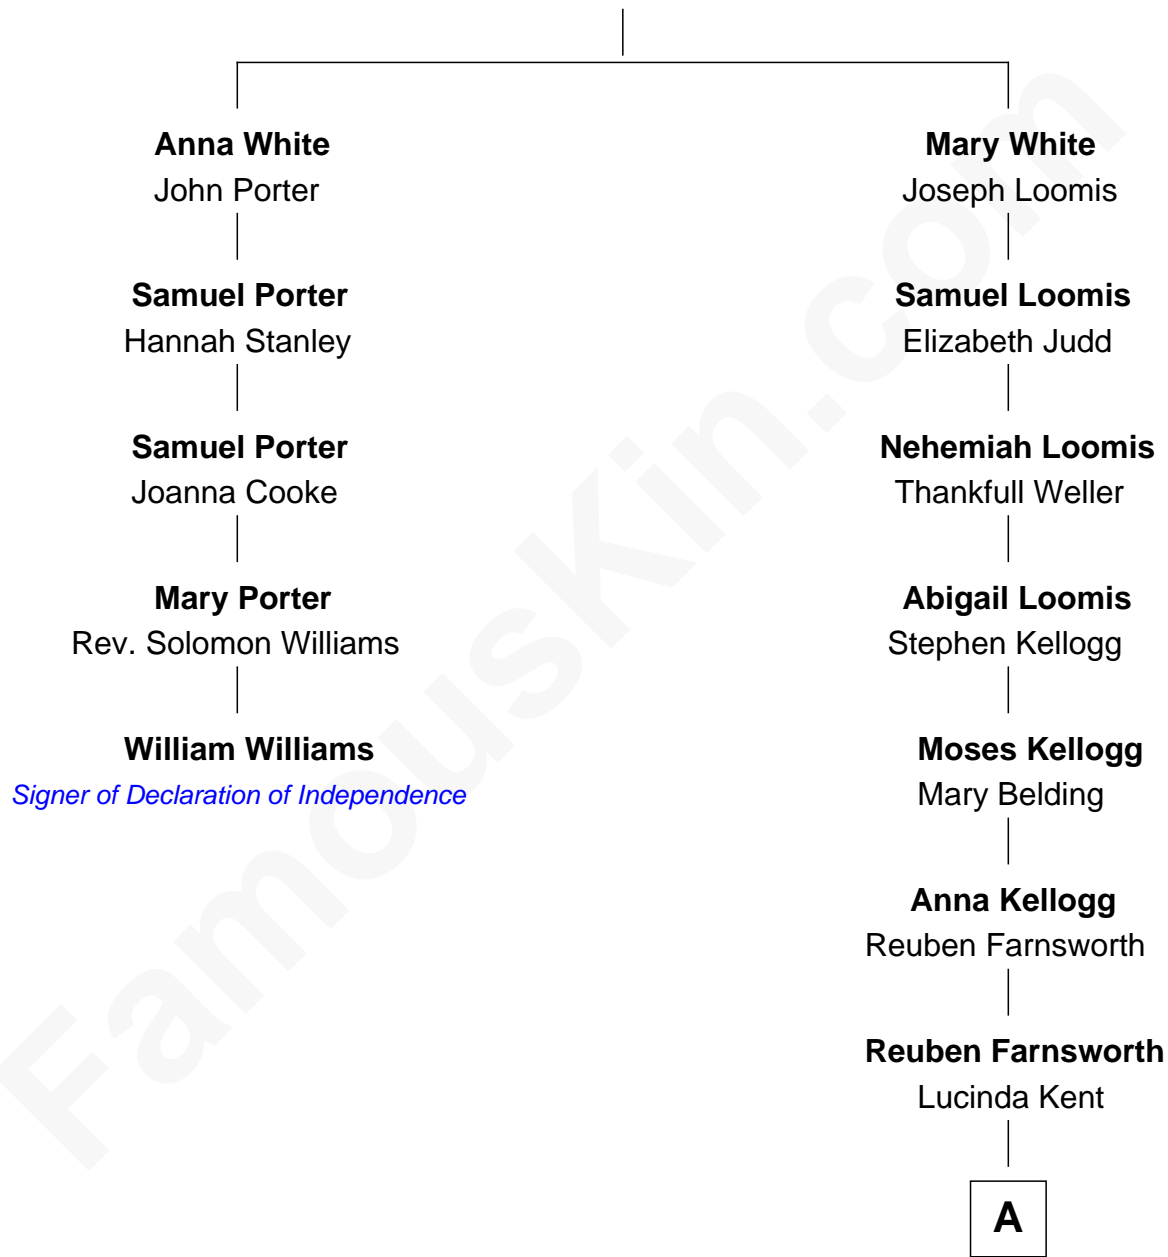 Anna White
John Porter
Samuel Porter
Hannah Stanley
Samuel Porter
Joanna Cooke
Mary Porter
Rev. Solomon Williams
William Williams
Signer of Declaration of Independence
Mary White
Joseph Loomis
Samuel Loomis
Elizabeth Judd
Nehemiah Loomis
Thankfull Weller
Abigail Loomis
Stephen Kellogg
Moses Kellogg
Mary Belding
Anna Kellogg
Reuben Farnsworth
Reuben Farnsworth
Lucinda Kent
A
FamousKin.com